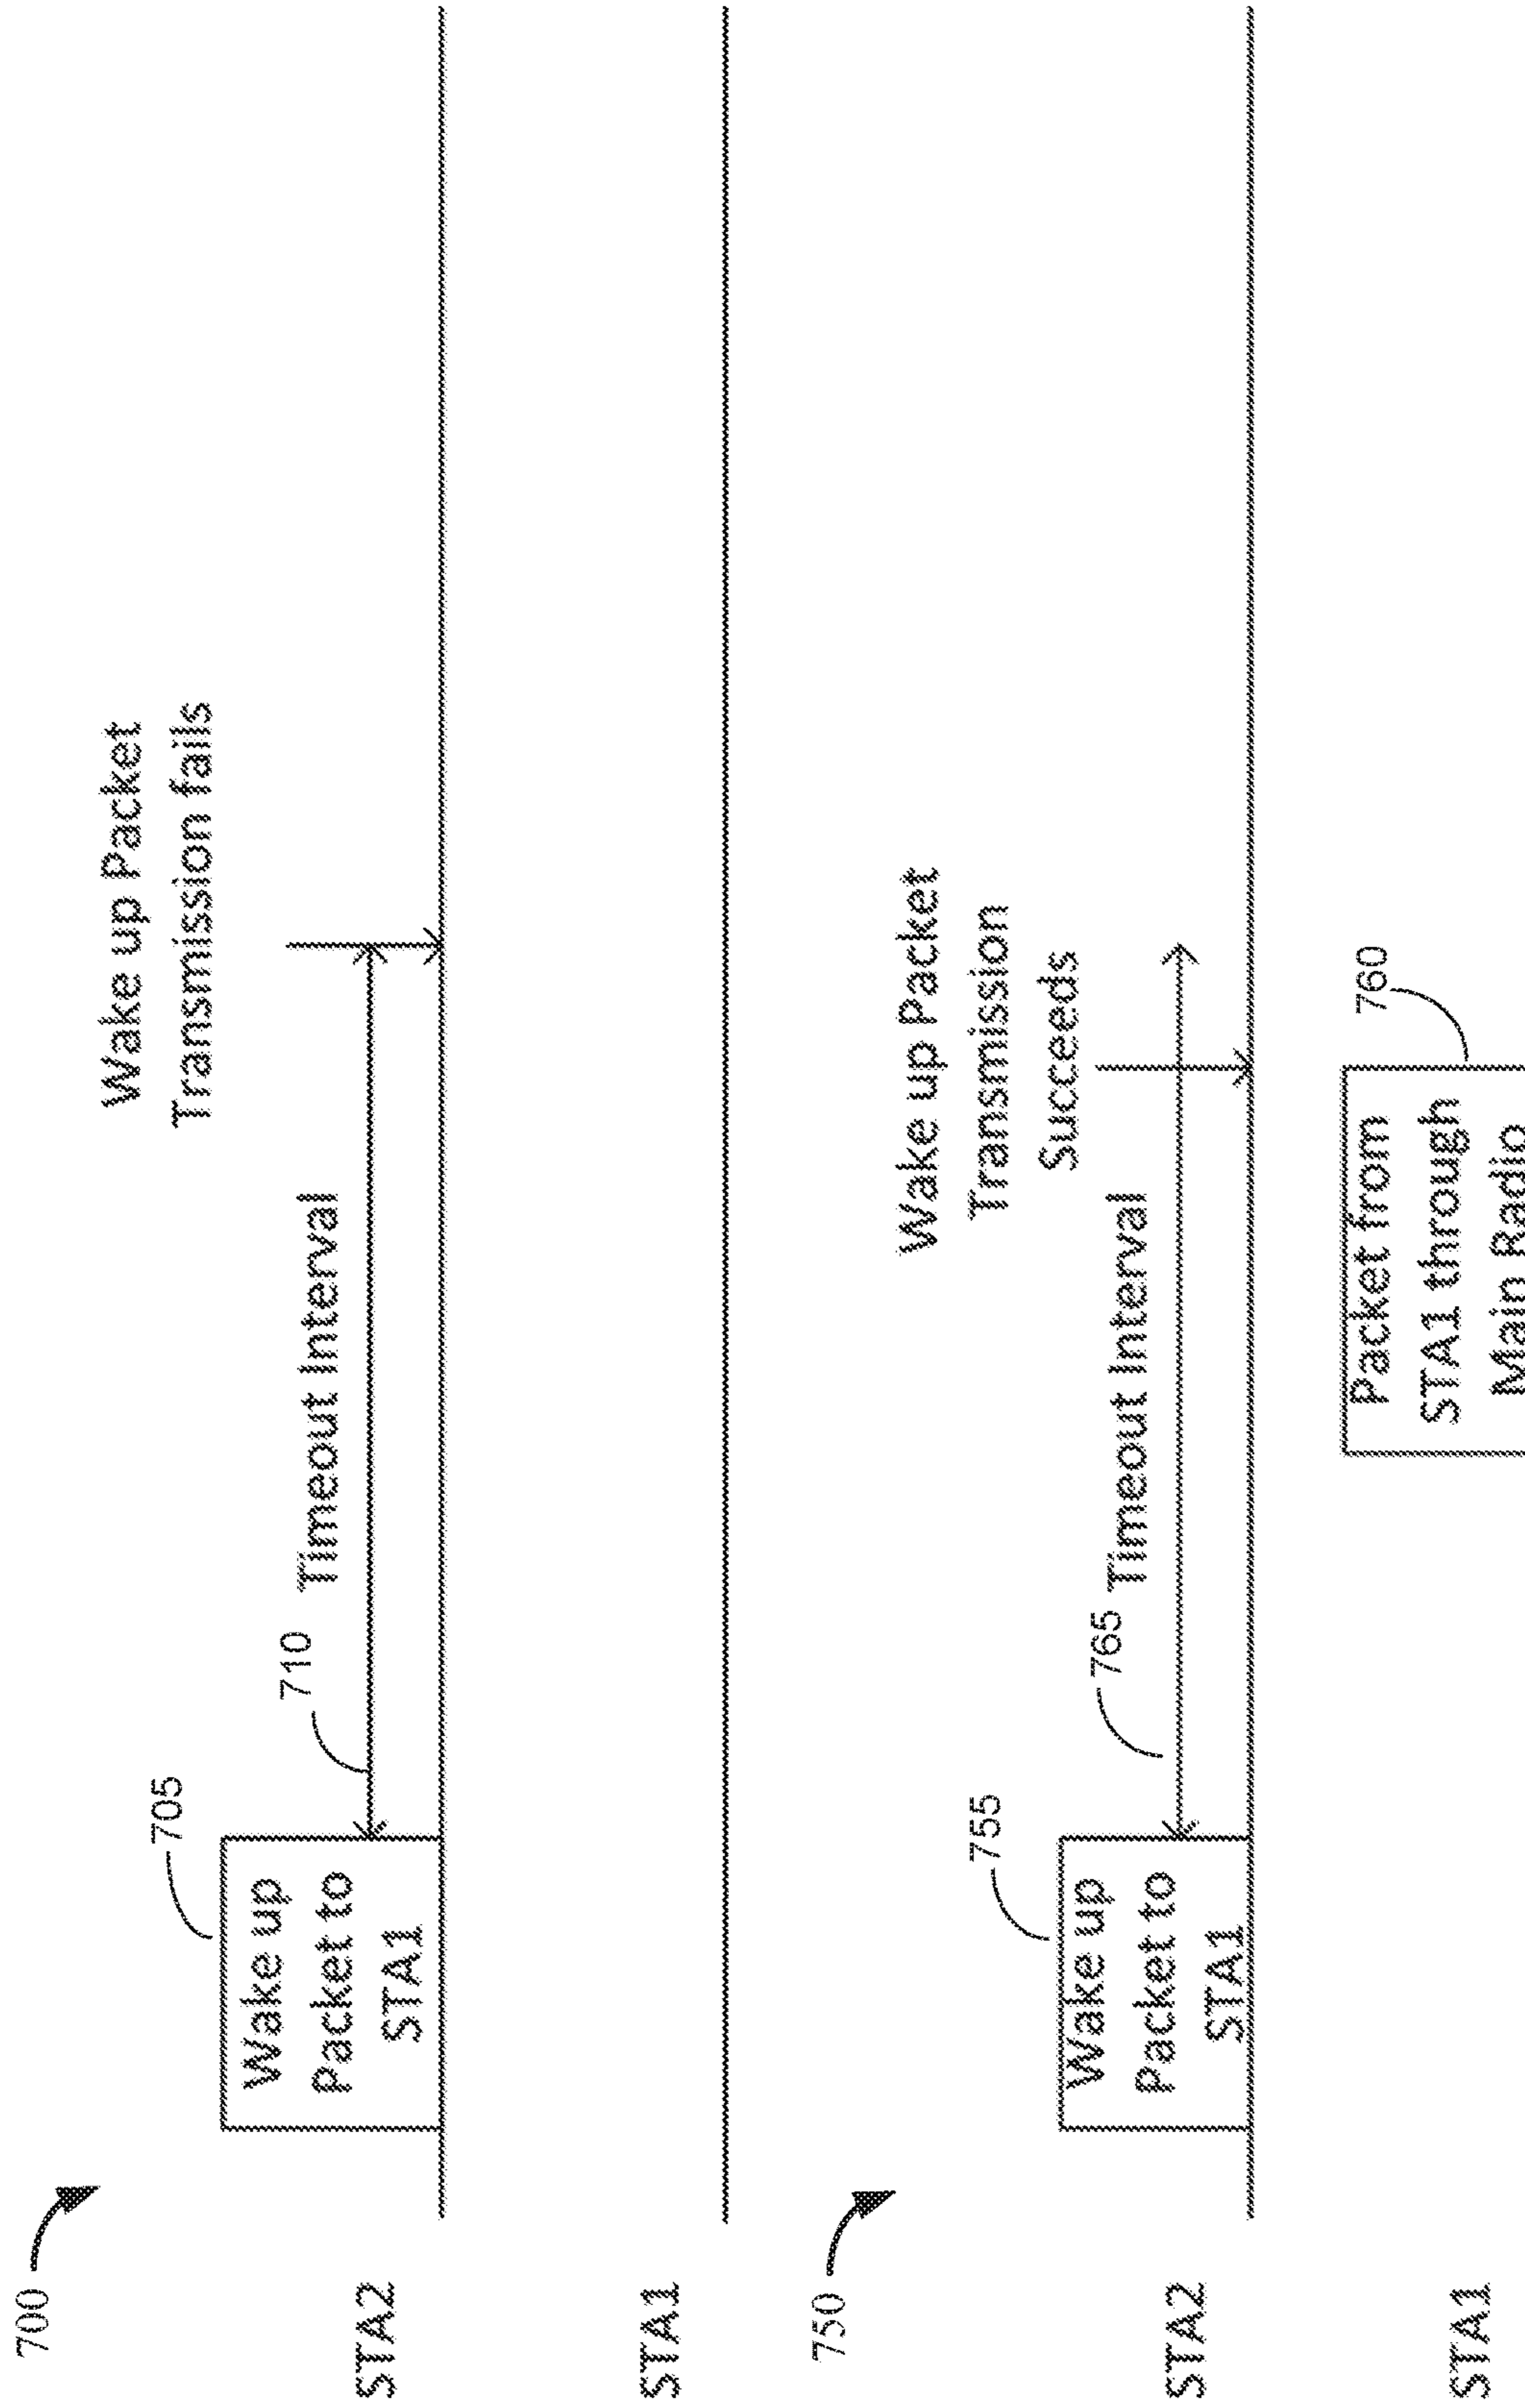 700
Wake up Packet
Transmission fails
705
710
Timeout Interval
Wake up
Packet to
STA1
STA2
STA1
750
Wake up Packet
Transmission
Succeeds
755
765
Timeout Interval
Wake up
Packet to
STA1
STA2
760
Packet from
STA1 through
Main Radio
STA1